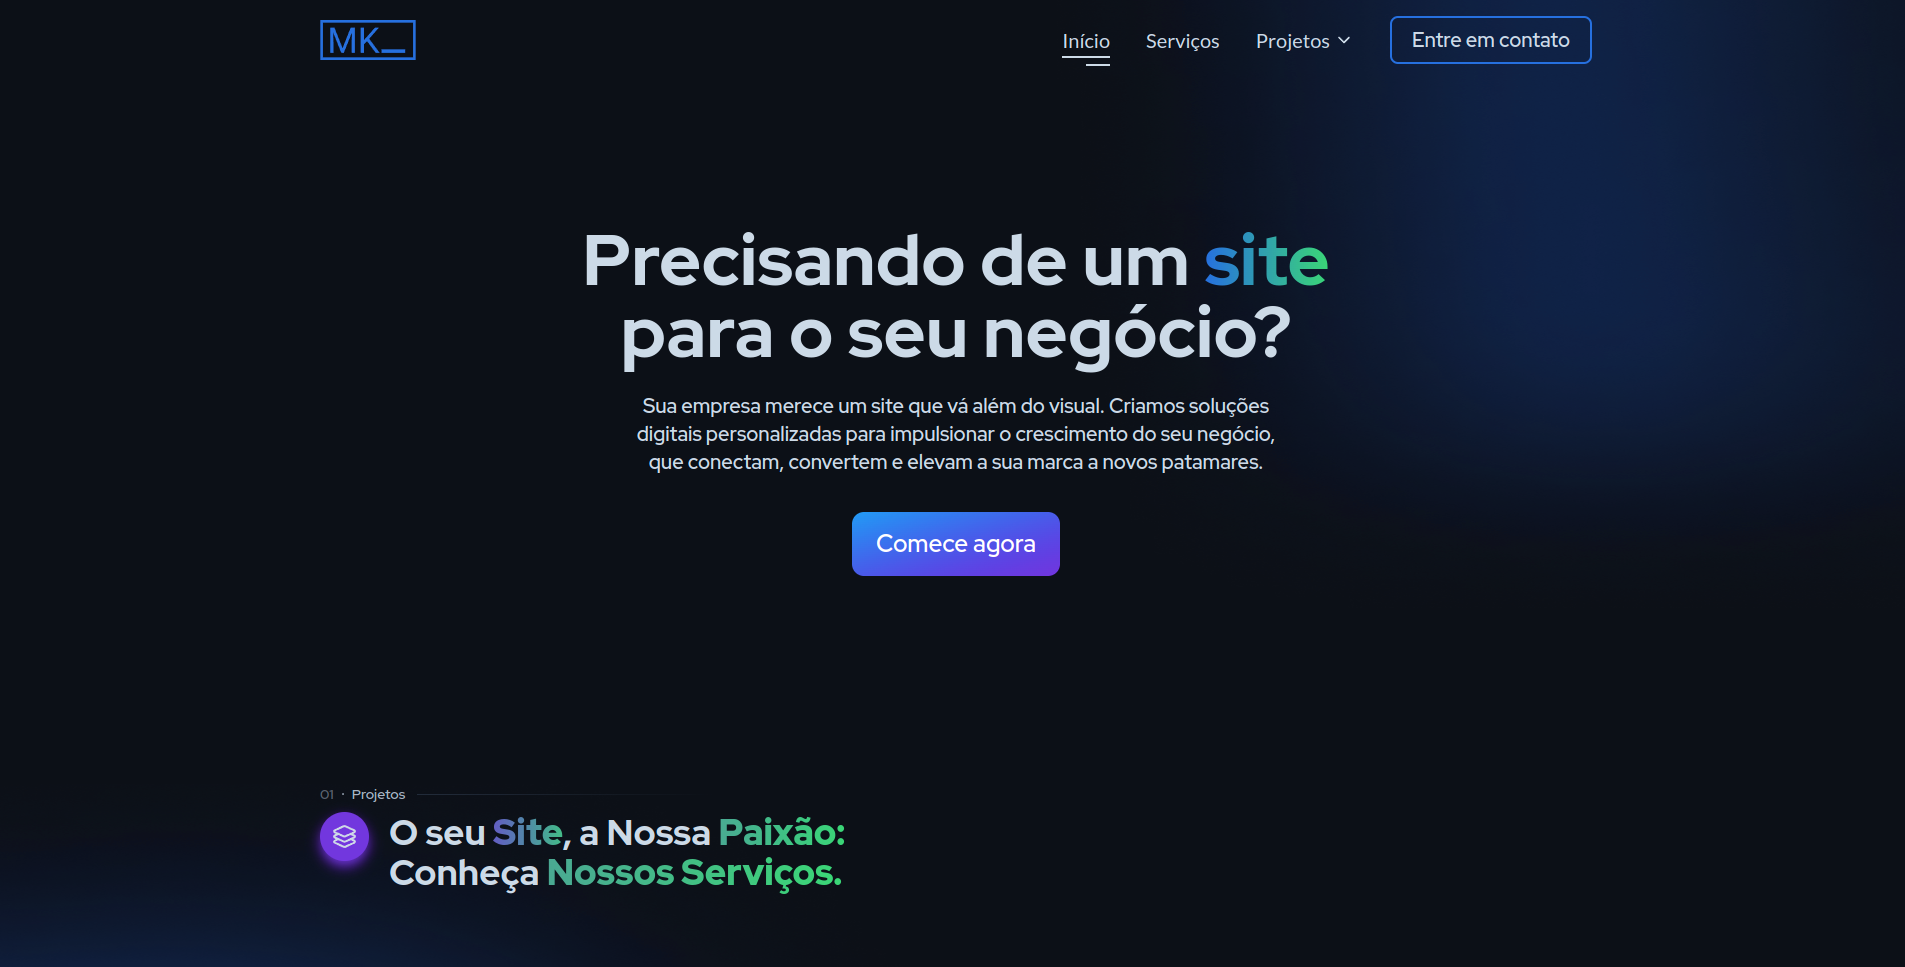 MK_
Início
Serviços
Projetos
Entre em contato
Precisando de um site
para o seu negócio?
Sua empresa merece um site que vá além do visual. Criamos soluções
digitais personalizadas para impulsionar o crescimento do seu negócio,
que conectam, convertem e elevam a sua marca a novos patamares.
Comece agora
01 · Projetos
O seu Site, a Nossa Paixão:
Conheça Nossos Serviços.